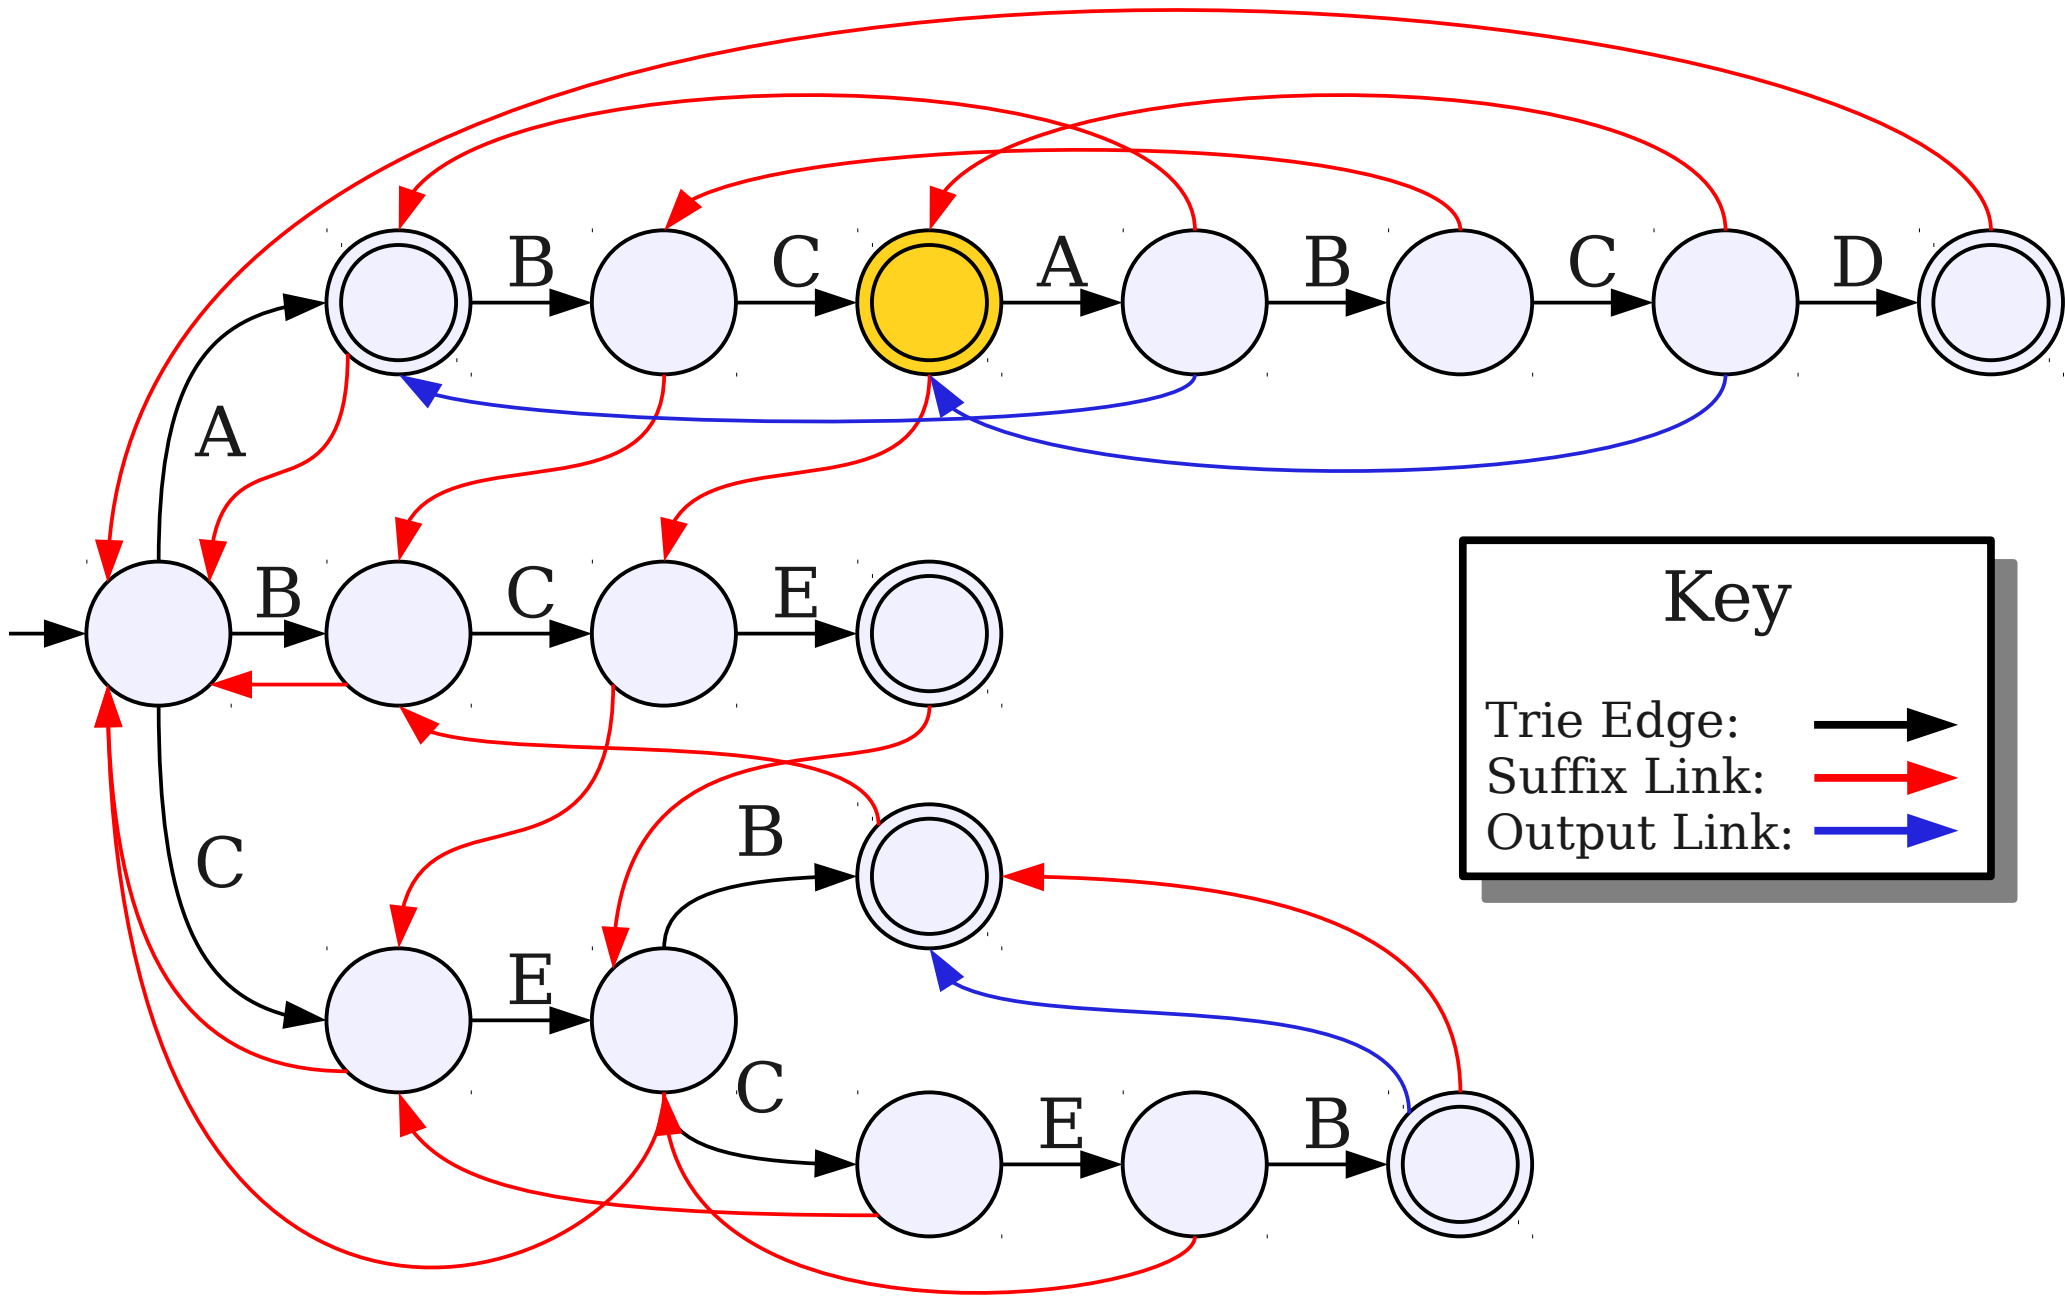 B C A B C D
A
B C E
Key
Trie Edge:
Suffix Link:
Output Link:
B
C
E
C
E B